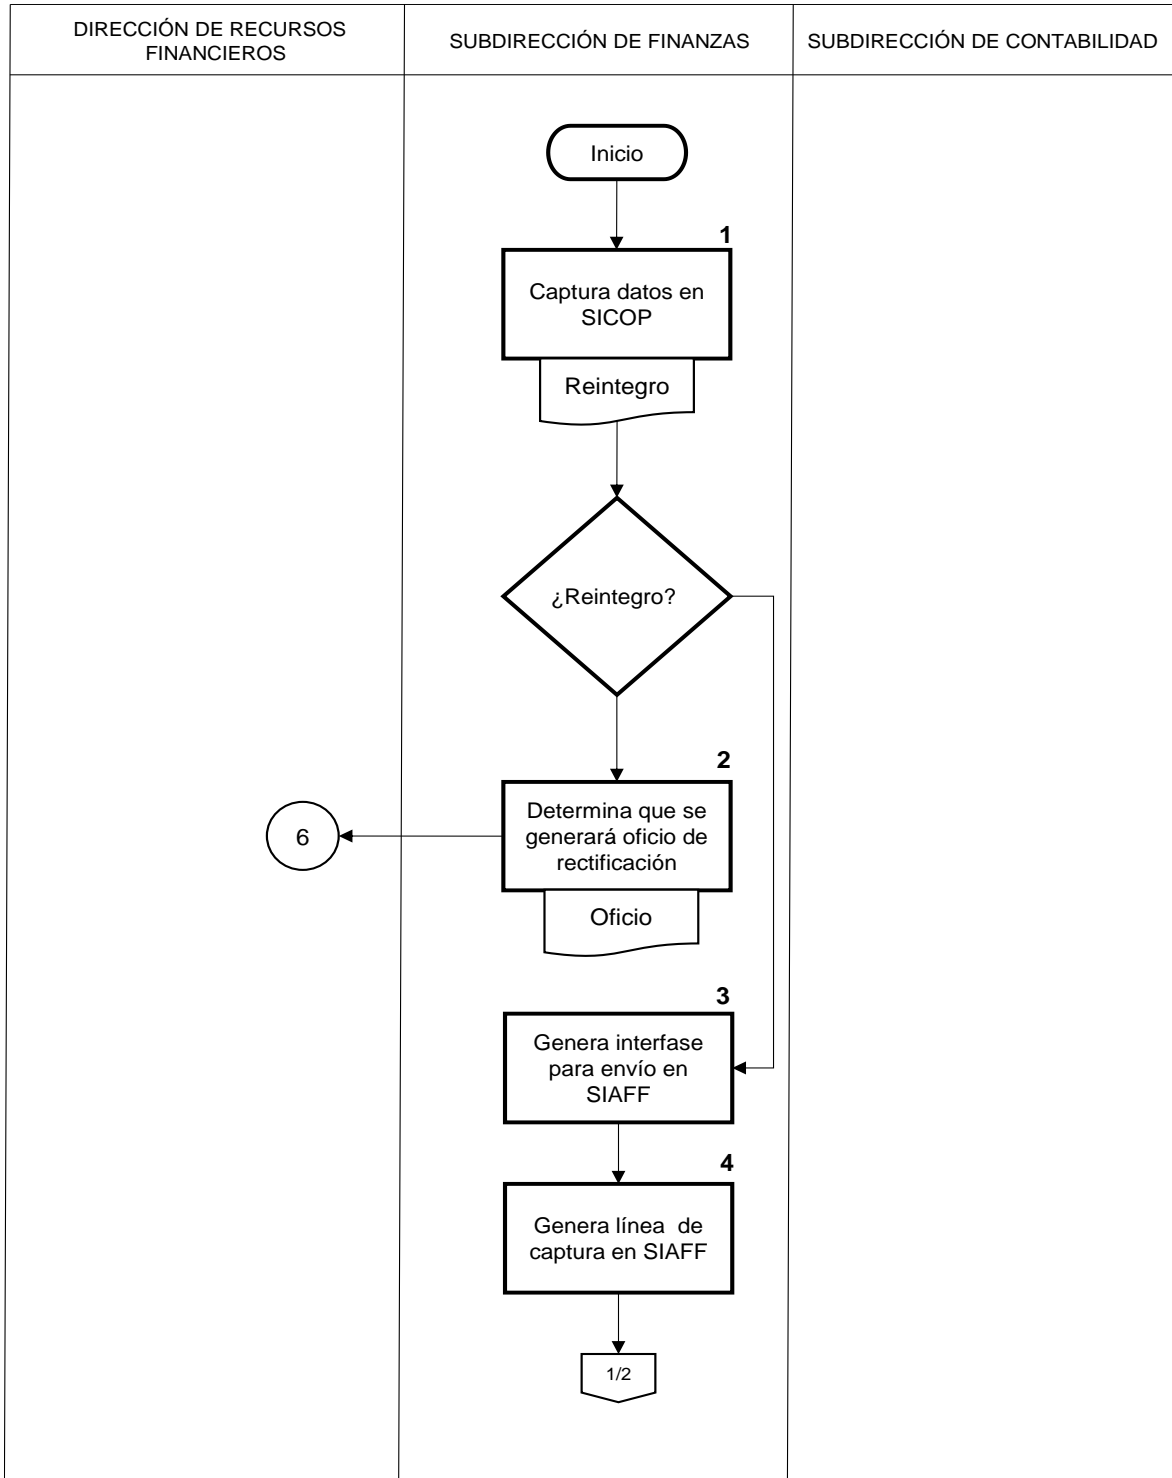 DIRECCIÓN DE RECURSOS
FINANCIEROS
SUBDIRECCIÓN DE FINANZAS
SUBDIRECCIÓN DE CONTABILIDAD
Inicio
1
Captura datos en
SICOP
Reintegro
¿Reintegro?
2
Determina que se
generará oficio de
rectificación
6
Oficio
3
Genera interfase
para envío en
SIAFF
4
Genera línea de
captura en SIAFF
1/2